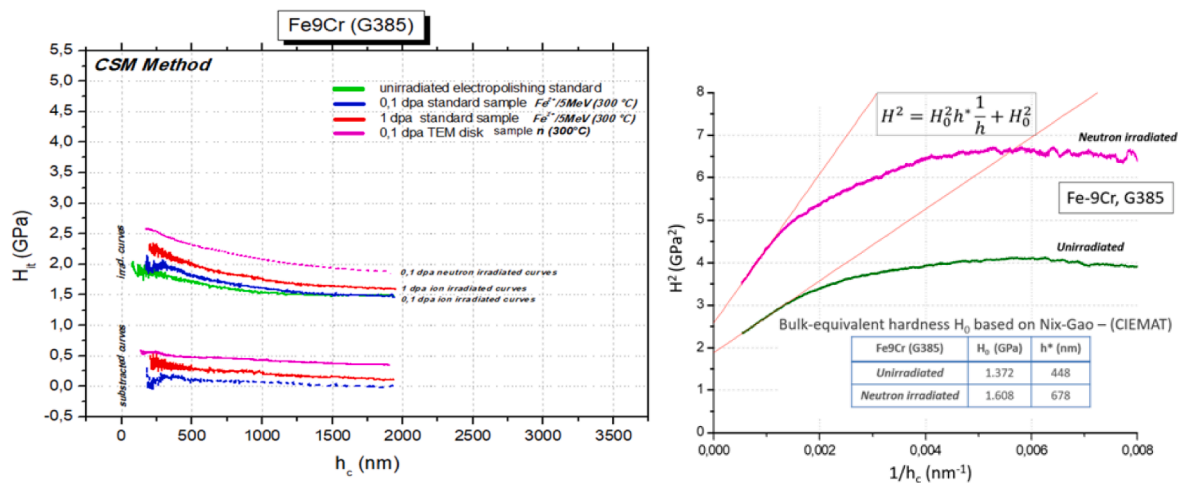 Fe9Cr (G385)
CSM Method
unirradiated electropolishing standard
0,1 dpa standard sample Fe²⁺/5MeV (300 ºC)
1 dpa standard sample Fe²⁺/5MeV (300 ºC)
0,1 dpa TEM disk sample n (300ºC)
5,5
5,0
4,5
4,0
3,5
3,0
2,5
2,0
1,5
1,0
0,5
0,0
-0,5
H_it (GPa)
irrd. curves
substracted curves
0,1 dpa neutron irradiated curves
1 dpa ion irradiated curves
0,1 dpa ion irradiated curves
0 500 1000 1500 2000 2500 3000 3500
h_c (nm)
H² = H₀²h* 1/h + H₀²
Neutron irradiated
Fe-9Cr, G385
Unirradiated
8
7
6
5
4
3
2
1
0
H² (GPa²)
Bulk-equivalent hardness H₀ based on Nix-Gao – (CIEMAT)
Fe9Cr (G385) H₀ (GPa) h* (nm)
Unirradiated 1.372 448
Neutron irradiated 1.608 678
0,000 0,002 0,004 0,006 0,008
1/h_c (nm⁻¹)